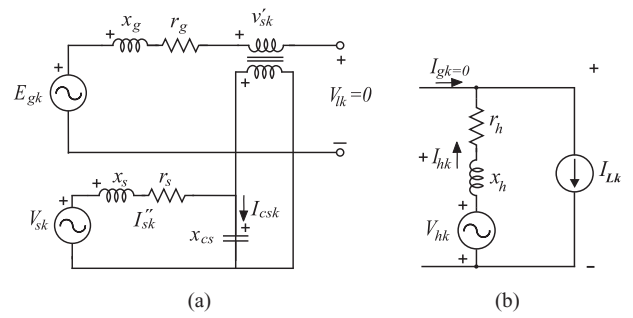 x_g r_g v'_sk
+ + +
+
E_gk
+
V_lk=0
−
+
x_s r_s
+
V_sk
+
I''_sk
I_csk
+
x_cs
(a)
I_gk=0
+
r_h
+ I_hk
x_h
I_Lk
+
V_hk
+
−
(b)